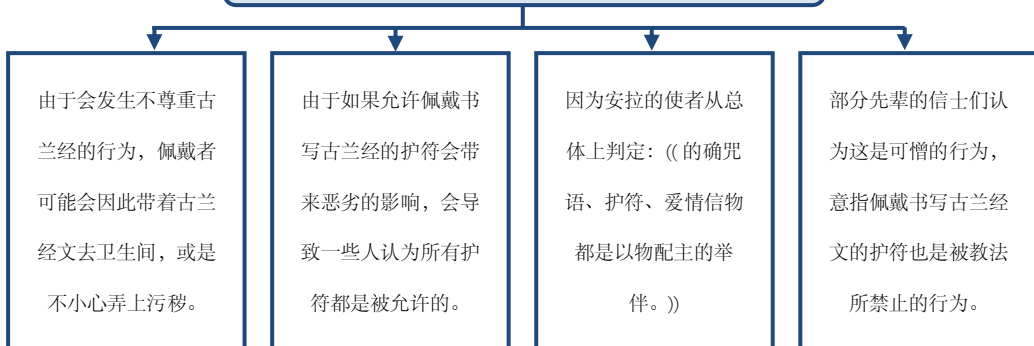 由于会发生不尊重古
兰经的行为，佩戴者
可能会因此带着古兰
经文去卫生间，或是
不小心弄上污秽。
由于如果允许佩戴书
写古兰经的护符会带
来恶劣的影响，会导
致一些人认为所有护
符都是被允许的。
因为安拉的使者从总
体上判定：(( 的确咒
语、护符、爱情信物
都是以物配主的举
伴。))
部分先辈的信士们认
为这是可憎的行为，
意指佩戴书写古兰经
文的护符也是被教法
所禁止的行为。